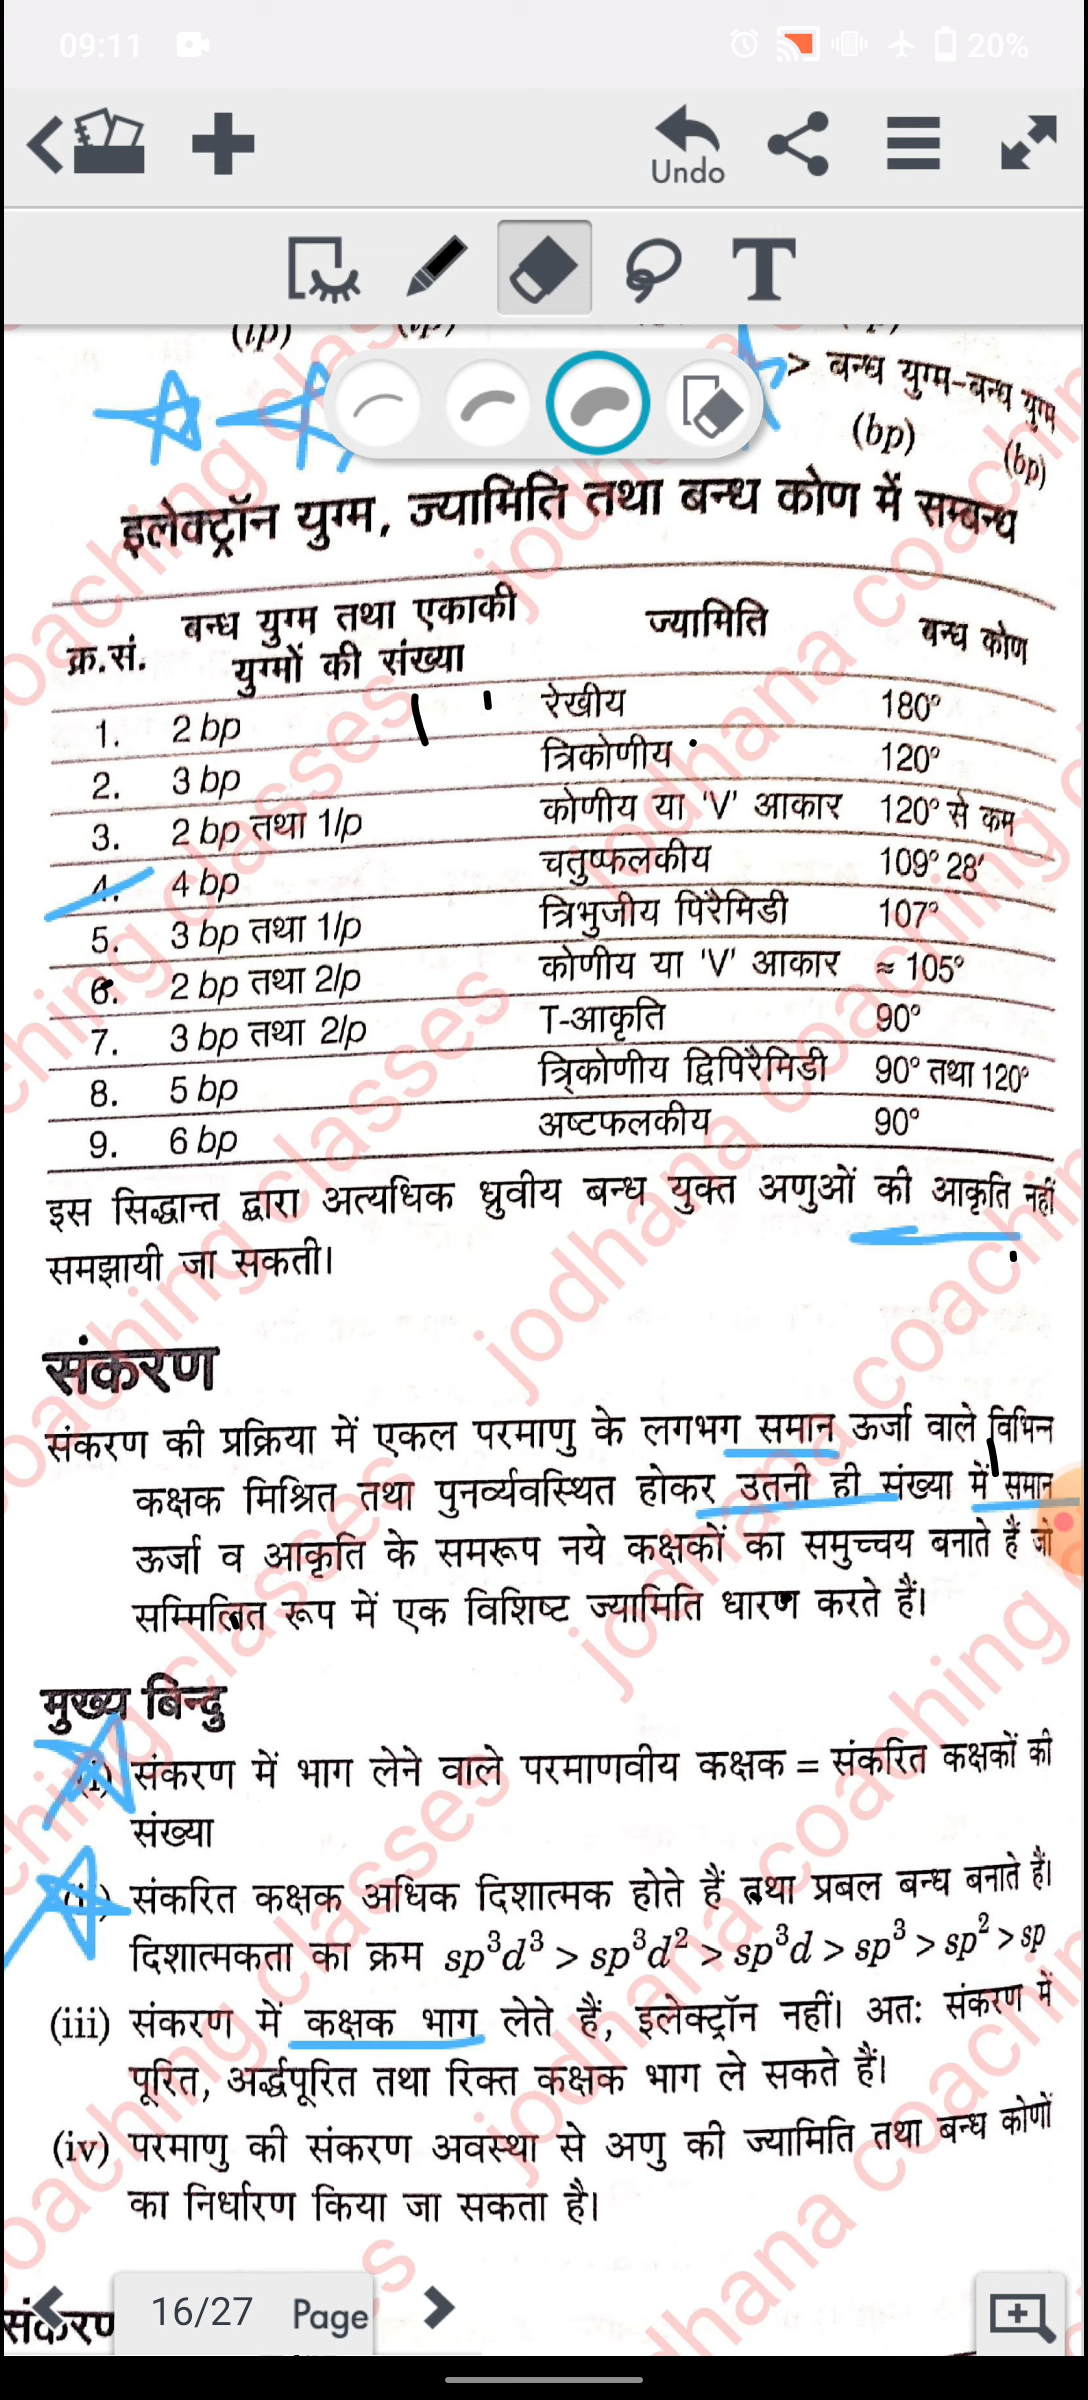 09:11 20%
Undo
T
(lp) (lp)
> बन्ध युग्म-बन्ध युग्म
(bp) (bp)
इलेक्ट्रॉन युग्म, ज्यामिति तथा बन्ध कोण में सम्बन्ध
क्र.सं. बन्ध युग्म तथा एकाकी युग्मों की संख्या ज्यामिति बन्ध कोण
1. 2 bp रेखीय 180°
2. 3 bp त्रिकोणीय 120°
3. 2 bp तथा 1lp कोणीय या 'V' आकार 120° से कम
4. 4 bp चतुष्फलकीय 109° 28′
5. 3 bp तथा 1lp त्रिभुजीय पिरैमिडी 107°
6. 2 bp तथा 2lp कोणीय या 'V' आकार ≈ 105°
7. 3 bp तथा 2lp T-आकृति 90°
8. 5 bp त्रिकोणीय द्विपिरैमिडी 90° तथा 120°
9. 6 bp अष्टफलकीय 90°
इस सिद्धान्त द्वारा अत्यधिक ध्रुवीय बन्ध युक्त अणुओं की आकृति नहीं
समझायी जा सकती।
संकरण
संकरण की प्रक्रिया में एकल परमाणु के लगभग समान ऊर्जा वाले विभिन्न
कक्षक मिश्रित तथा पुनर्व्यवस्थित होकर उतनी ही संख्या में समान
ऊर्जा व आकृति के समरूप नये कक्षकों का समुच्चय बनाते हैं जो
सम्मिलित रूप में एक विशिष्ट ज्यामिति धारण करते हैं।
मुख्य बिन्दु
(i) संकरण में भाग लेने वाले परमाणवीय कक्षक = संकरित कक्षकों की
संख्या
(ii) संकरित कक्षक अधिक दिशात्मक होते हैं तथा प्रबल बन्ध बनाते हैं।
दिशात्मकता का क्रम sp³d³ > sp³d² > sp³d > sp³ > sp² > sp
(iii) संकरण में कक्षक भाग लेते हैं, इलेक्ट्रॉन नहीं। अतः संकरण में
पूरित, अर्द्धपूरित तथा रिक्त कक्षक भाग ले सकते हैं।
(iv) परमाणु की संकरण अवस्था से अणु की ज्यामिति तथा बन्ध कोणों
का निर्धारण किया जा सकता है।
संकरण
16/27 Page
jodhana coaching classes